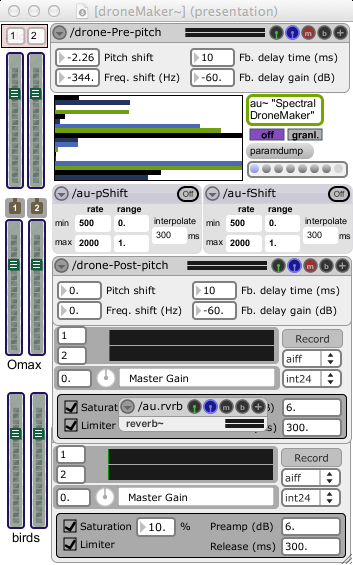 [droneMaker~] (presentation)
1 2
/drone-Pre-pitch
m b +
-2.26 Pitch shift 10 Fb. delay time (ms)
-344. Freq. shift (Hz) -60. Fb. delay gain (dB)
au~ "Spectral
DroneMaker"
off granl.
paramdump
/au-pShift Off /au-fShift Off
rate range. rate range.
min 500 0. interpolate min 500 0. interpolate
300 ms 300 ms
max 2000 1. max 2000 1.
1 2
/drone-Post-pitch
m b +
0. Pitch shift 10 Fb. delay time (ms)
0. Freq. shift (Hz) -60. Fb. delay gain (dB)
Omax
1
2
Record
aiff
0. Master Gain int24
Saturat B) 6.
/au.rvrb m b +
Limiter reverb~ (ms) 300.
birds
1
2
Record
aiff
0. Master Gain int24
Saturation 10. % Preamp (dB) 6.
Limiter Release (ms) 300.